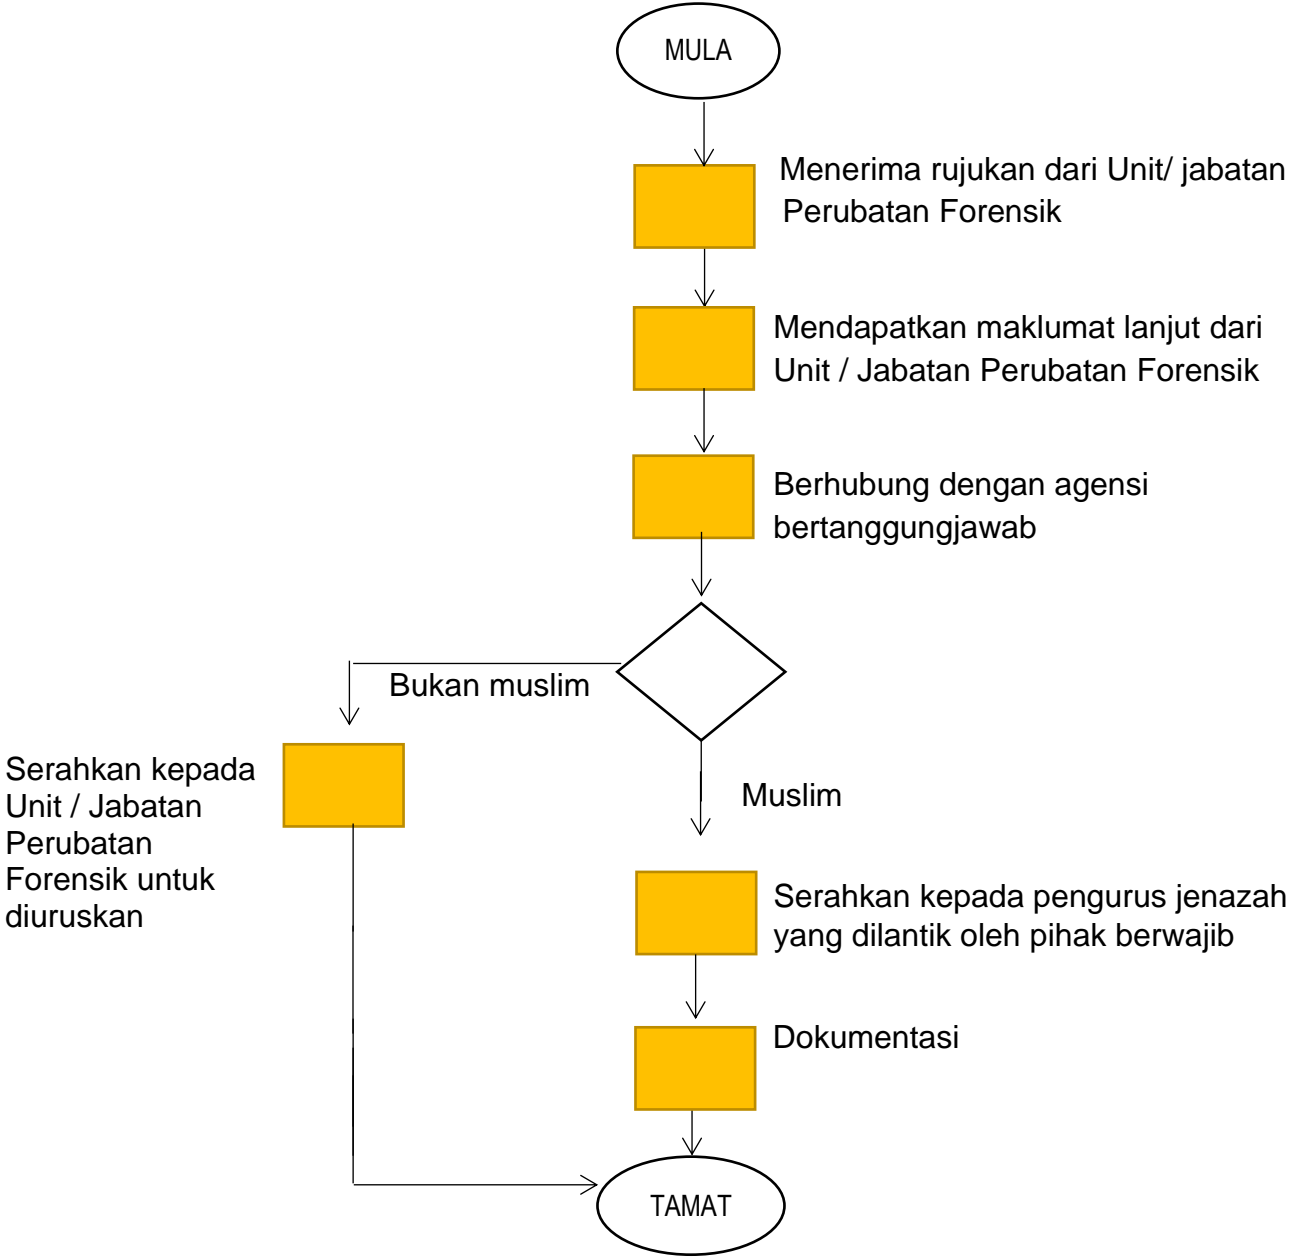 MULA
Menerima rujukan dari Unit/ jabatan
Perubatan Forensik
Mendapatkan maklumat lanjut dari
Unit / Jabatan Perubatan Forensik
Berhubung dengan agensi
bertanggungjawab
Bukan muslim
Serahkan kepada
Unit / Jabatan
Perubatan
Forensik untuk
diuruskan
Muslim
Serahkan kepada pengurus jenazah
yang dilantik oleh pihak berwajib
Dokumentasi
TAMAT